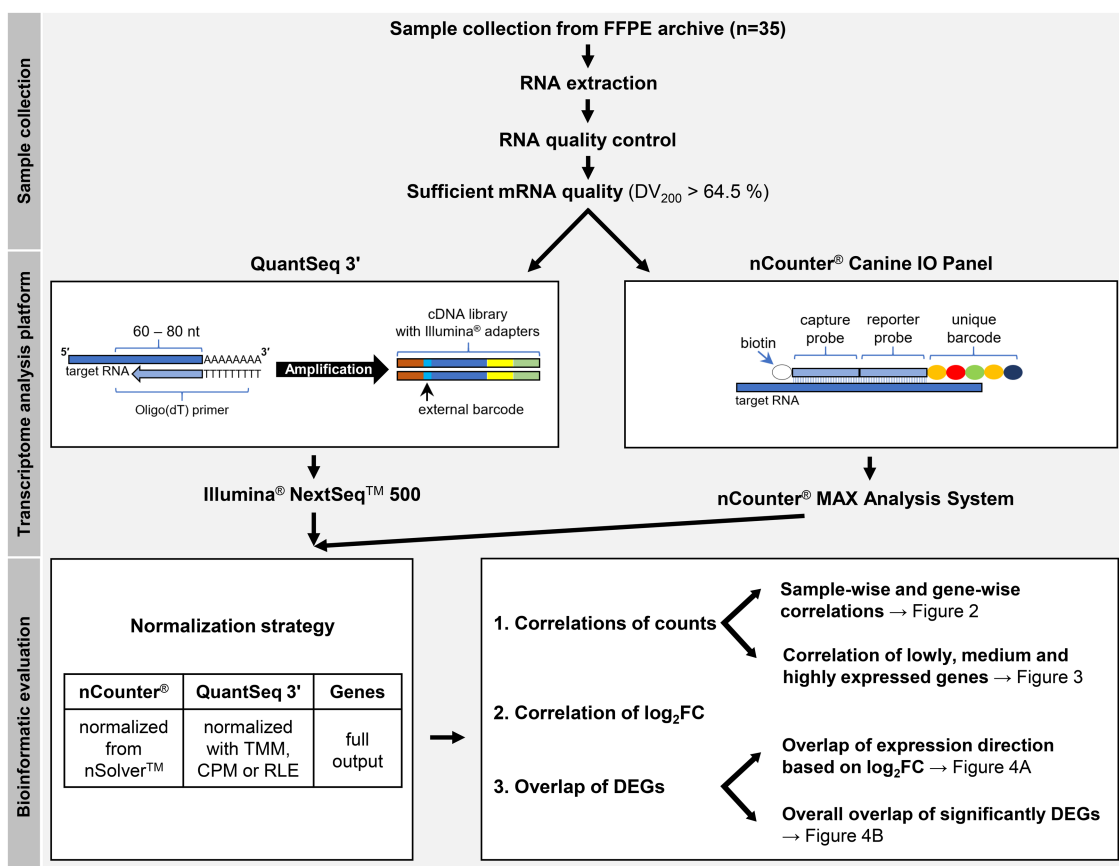 Sample collection
Sample collection from FFPE archive (n=35)
RNA extraction
RNA quality control
Sufficient mRNA quality (DV₂₀₀ > 64.5 %)
Transcriptome analysis platform
QuantSeq 3'
60 – 80 nt
5′
AAAAAAAA
3′
target RNA
TTTTTTTTT
Oligo(dT) primer
Amplification
cDNA library
with Illumina® adapters
external barcode
Illumina® NextSeq™ 500
nCounter® Canine IO Panel
capture
probe
reporter
probe
unique
barcode
biotin
target RNA
nCounter® MAX Analysis System
Bioinformatic evaluation
Normalization strategy
nCounter® QuantSeq 3' Genes
normalized
from
nSolver™
normalized
with TMM,
CPM or RLE
full
output
1. Correlations of counts
Sample-wise and gene-wise
correlations → Figure 2
Correlation of lowly, medium and
highly expressed genes → Figure 3
2. Correlation of log₂FC
3. Overlap of DEGs
Overlap of expression direction
based on log₂FC → Figure 4A
Overall overlap of significantly DEGs
→ Figure 4B